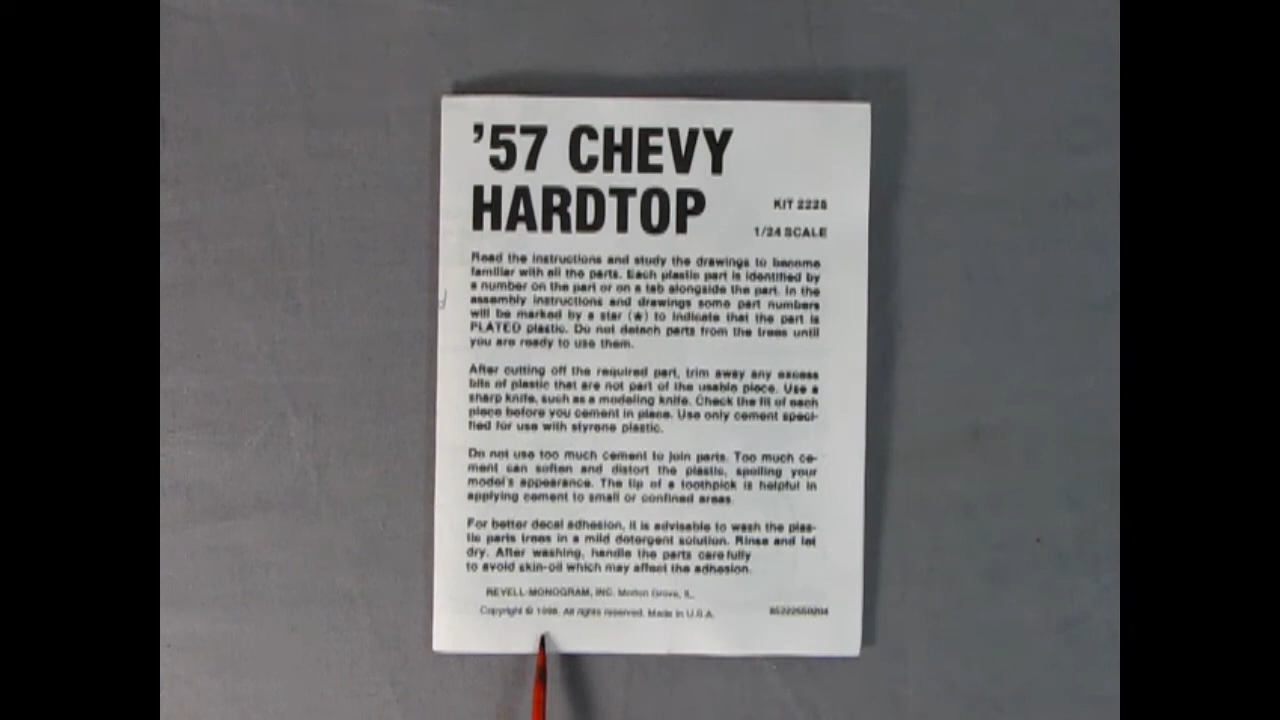 ’57 CHEVY
HARDTOP
KIT 2225
1/24 SCALE
Read the instructions and study the drawings to become
familiar with all the parts. Each plastic part is identified by
a number on the part or on a tab alongside the part. In the
assembly instructions and drawings some part numbers
will be marked by a star (★) to indicate that the part is
PLATED plastic. Do not detach parts from the trees until
you are ready to use them.
After cutting off the required part, trim away any excess
bits of plastic that are not part of the usable piece. Use a
sharp knife, such as a modeling knife. Check the fit of each
piece before you cement in place. Use only cement speci-
fied for use with styrene plastic.
Do not use too much cement to join parts. Too much ce-
ment can soften and distort the plastic, spoiling your
model's appearance. The tip of a toothpick is helpful in
applying cement to small or confined areas.
For better decal adhesion, it is advisable to wash the plas-
tic parts trees in a mild detergent solution. Rinse and let
dry. After washing, handle the parts carefully
to avoid skin-oil which may affect the adhesion.
REVELL-MONOGRAM, INC. Morton Grove, IL
Copyright © 1998. All rights reserved. Made in U.S.A.